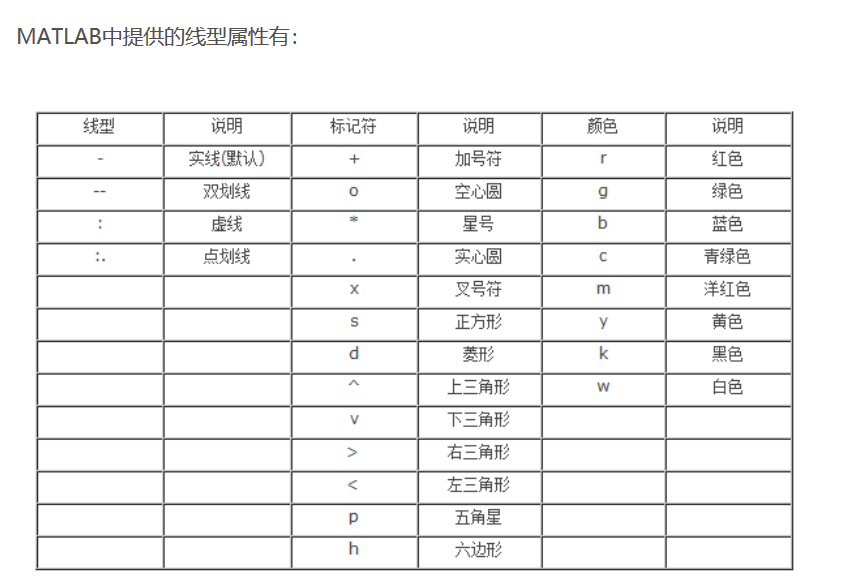 MATLAB中提供的线型属性有：
线型 说明 标记符 说明 颜色 说明
- 实线(默认) + 加号符 r 红色
-- 双划线 o 空心圆 g 绿色
: 虚线 * 星号 b 蓝色
:. 点划线 . 实心圆 c 青绿色
x 叉号符 m 洋红色
s 正方形 y 黄色
d 菱形 k 黑色
^ 上三角形 w 白色
v 下三角形
> 右三角形
< 左三角形
p 五角星
h 六边形